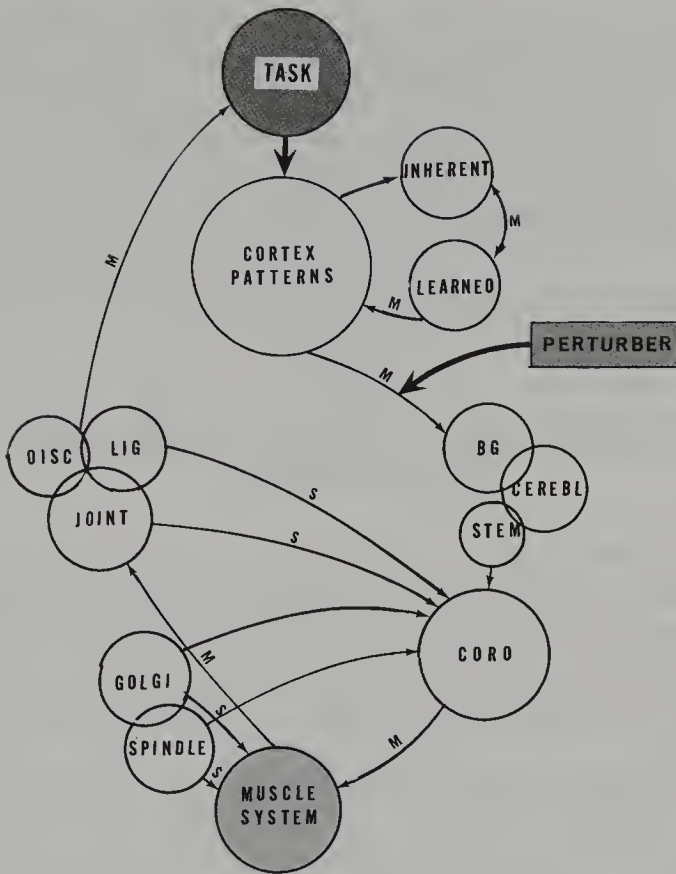 TASK
INHERENT
M
CORTEX
PATTERNS
LEARNEO
M
M
PERTURBER
M
OISC
LIG
BG
CEREBL
JOINT
STEM
S
S
M
CORO
GOLGI
S
SPINDLE
S
M
MUSCLE
SYSTEM